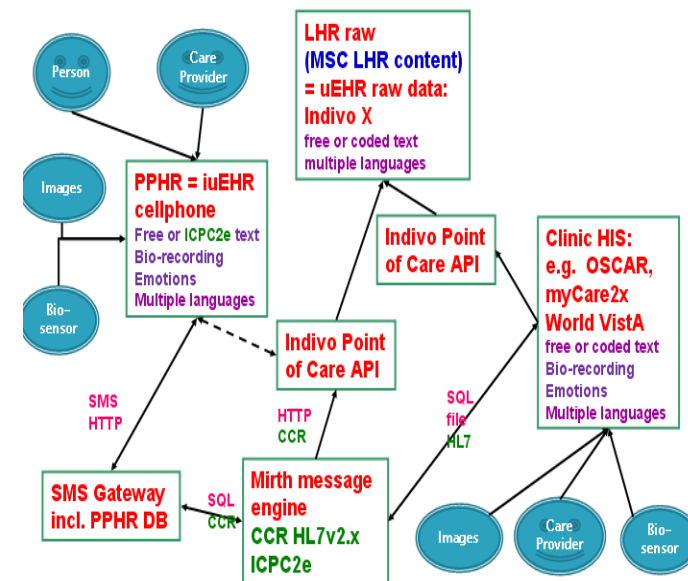 Person
Care
Provider
LHR raw
(MSC LHR content)
= uEHR raw data:
Indivo X
free or coded text
multiple languages
Images
PPHR = iuEHR
cellphone
Free or ICPC2e text
Bio-recording
Emotions
Multiple languages
Bio-
sensor
Indivo Point
of Care API
Clinic HIS:
e.g. OSCAR,
myCare2x
World VistA
free or coded text
Bio-recording
Emotions
Multiple languages
Indivo Point
of Care API
SMS
HTTP
HTTP
CCR
SQL
file
HL7
SMS Gateway
incl. PPHR DB
SQL
CCR
Mirth message
engine
CCR HL7v2.x
ICPC2e
Images
Care
Provider
Bio-
sensor